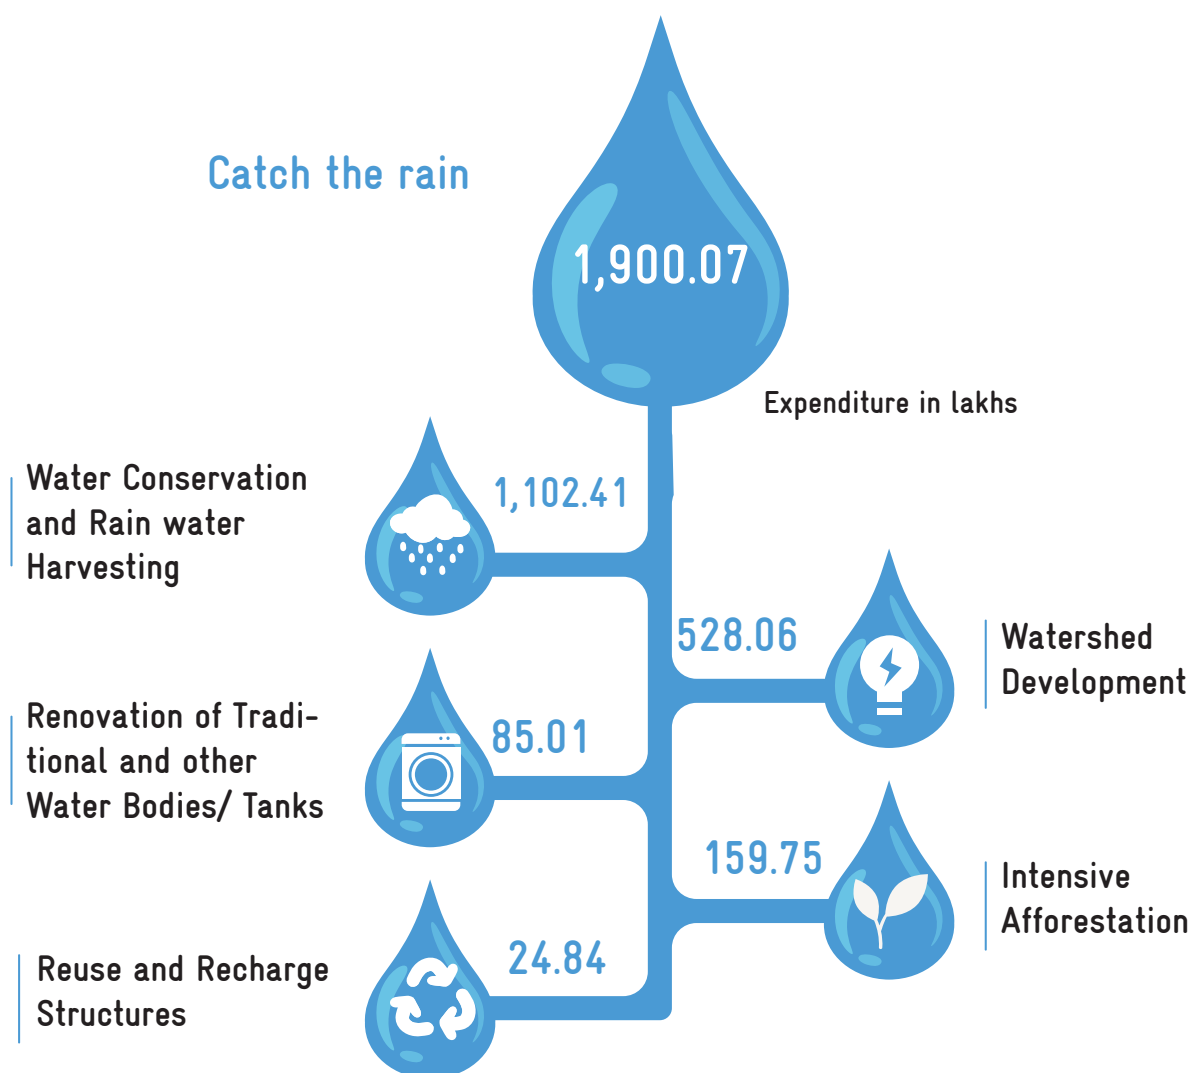 Catch the rain
1,900.07
Expenditure in lakhs
Water Conservation
and Rain water
Harvesting
1,102.41
528.06
Watershed
Development
Renovation of Tradi-
tional and other
Water Bodies/ Tanks
85.01
159.75
Intensive
Afforestation
Reuse and Recharge
Structures
24.84